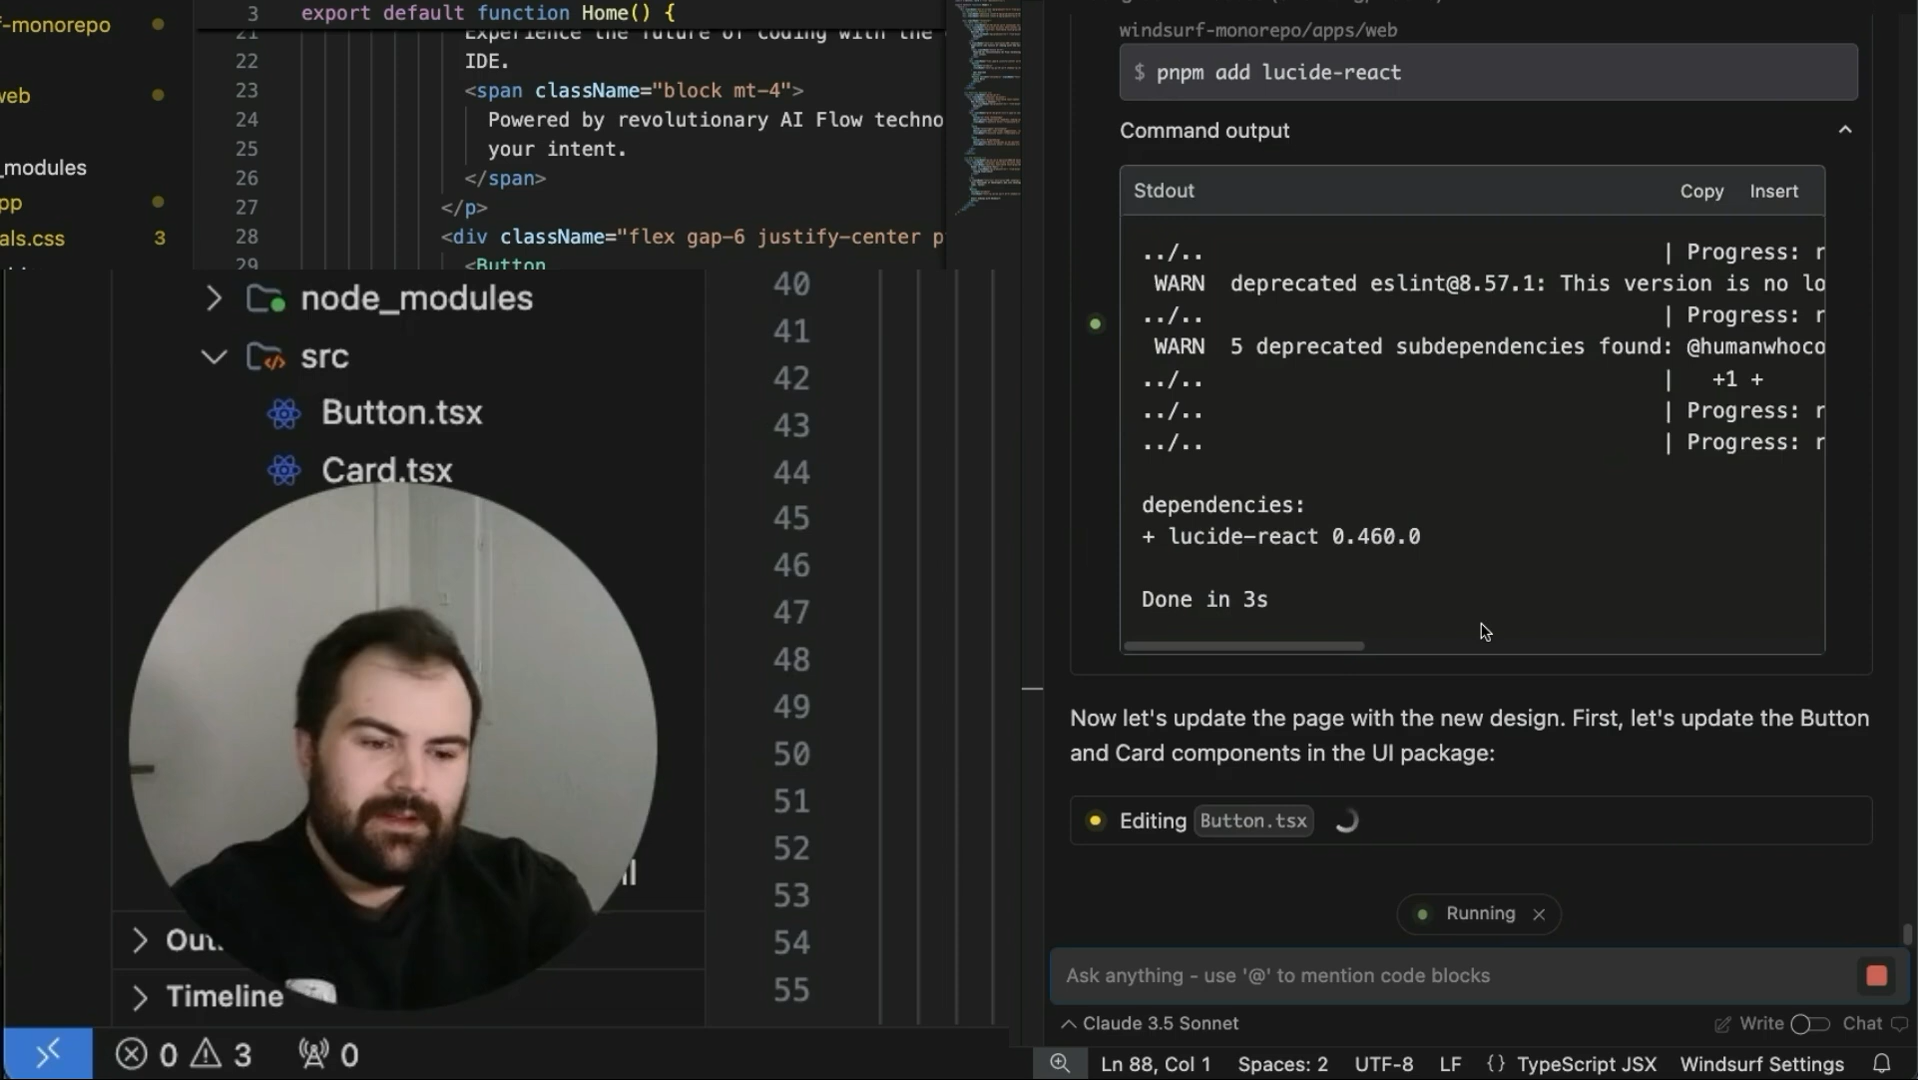 f-monorepo
web
_modules
pp
als.css
3
3 export default function Home() {
21 Experience the future of coding with the
22 IDE.
23 <span className="block mt-4">
24 Powered by revolutionary AI Flow techno
25 your intent.
26 </span>
27 </p>
28 <div className="flex gap-6 justify-center p
29 <Button
node_modules
src
Button.tsx
Card.tsx
Timeline
40
41
42
43
44
45
46
47
48
49
50
51
52
53
54
55
0 3 0
windsurf-monorepo/apps/web
$ pnpm add lucide-react
Command output
Stdout Copy Insert
../.. | Progress: r
WARN deprecated eslint@8.57.1: This version is no lo
../.. | Progress: r
WARN 5 deprecated subdependencies found: @humanwhoco
../.. | +1 +
../.. | Progress: r
../.. | Progress: r
dependencies:
+ lucide-react 0.460.0
Done in 3s
Now let's update the page with the new design. First, let's update the Button
and Card components in the UI package:
Editing Button.tsx
Running
Ask anything - use '@' to mention code blocks
Claude 3.5 Sonnet Write Chat
Ln 88, Col 1 Spaces: 2 UTF-8 LF {} TypeScript JSX Windsurf Settings